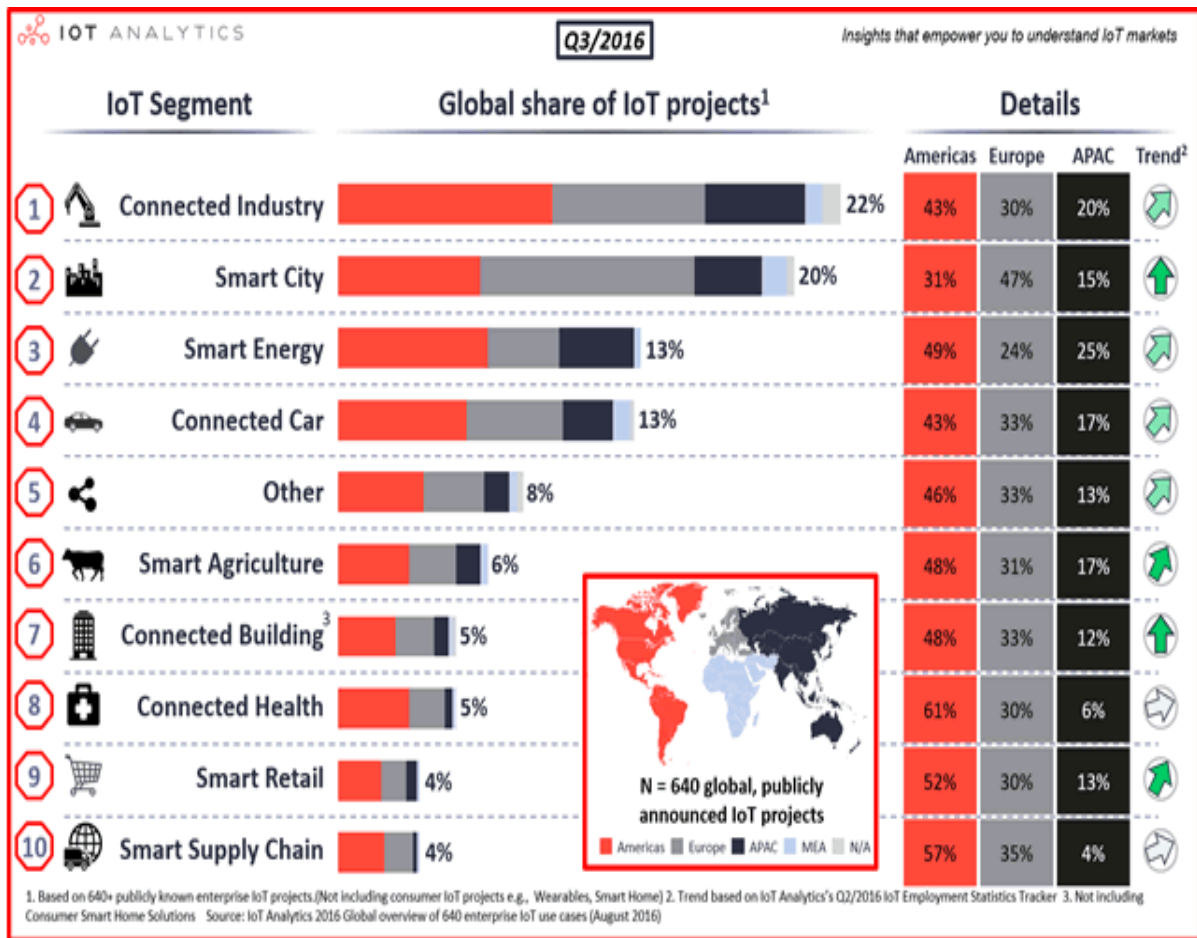 IOT ANALYTICS
Q3/2016
Insights that empower you to understand IoT markets
IoT Segment
Global share of IoT projects1
Details
Americas Europe APAC Trend2
1 Connected Industry 22% 43% 30% 20%
2 Smart City 20% 31% 47% 15%
3 Smart Energy 13% 49% 24% 25%
4 Connected Car 13% 43% 33% 17%
5 Other 8% 46% 33% 13%
6 Smart Agriculture 6% 48% 31% 17%
7 Connected Building3 5% 48% 33% 12%
8 Connected Health 5% 61% 30% 6%
9 Smart Retail 4% 52% 30% 13%
10 Smart Supply Chain 4% 57% 35% 4%
N = 640 global, publicly
announced IoT projects
Americas Europe APAC MEA N/A
1. Based on 640+ publicly known enterprise IoT projects.(Not including consumer IoT projects e.g., Wearables, Smart Home) 2. Trend based on IoT Analytics's Q2/2016 IoT Employment Statistics Tracker 3. Not including
Consumer Smart Home Solutions Source: IoT Analytics 2016 Global overview of 640 enterprise IoT use cases (August 2016)